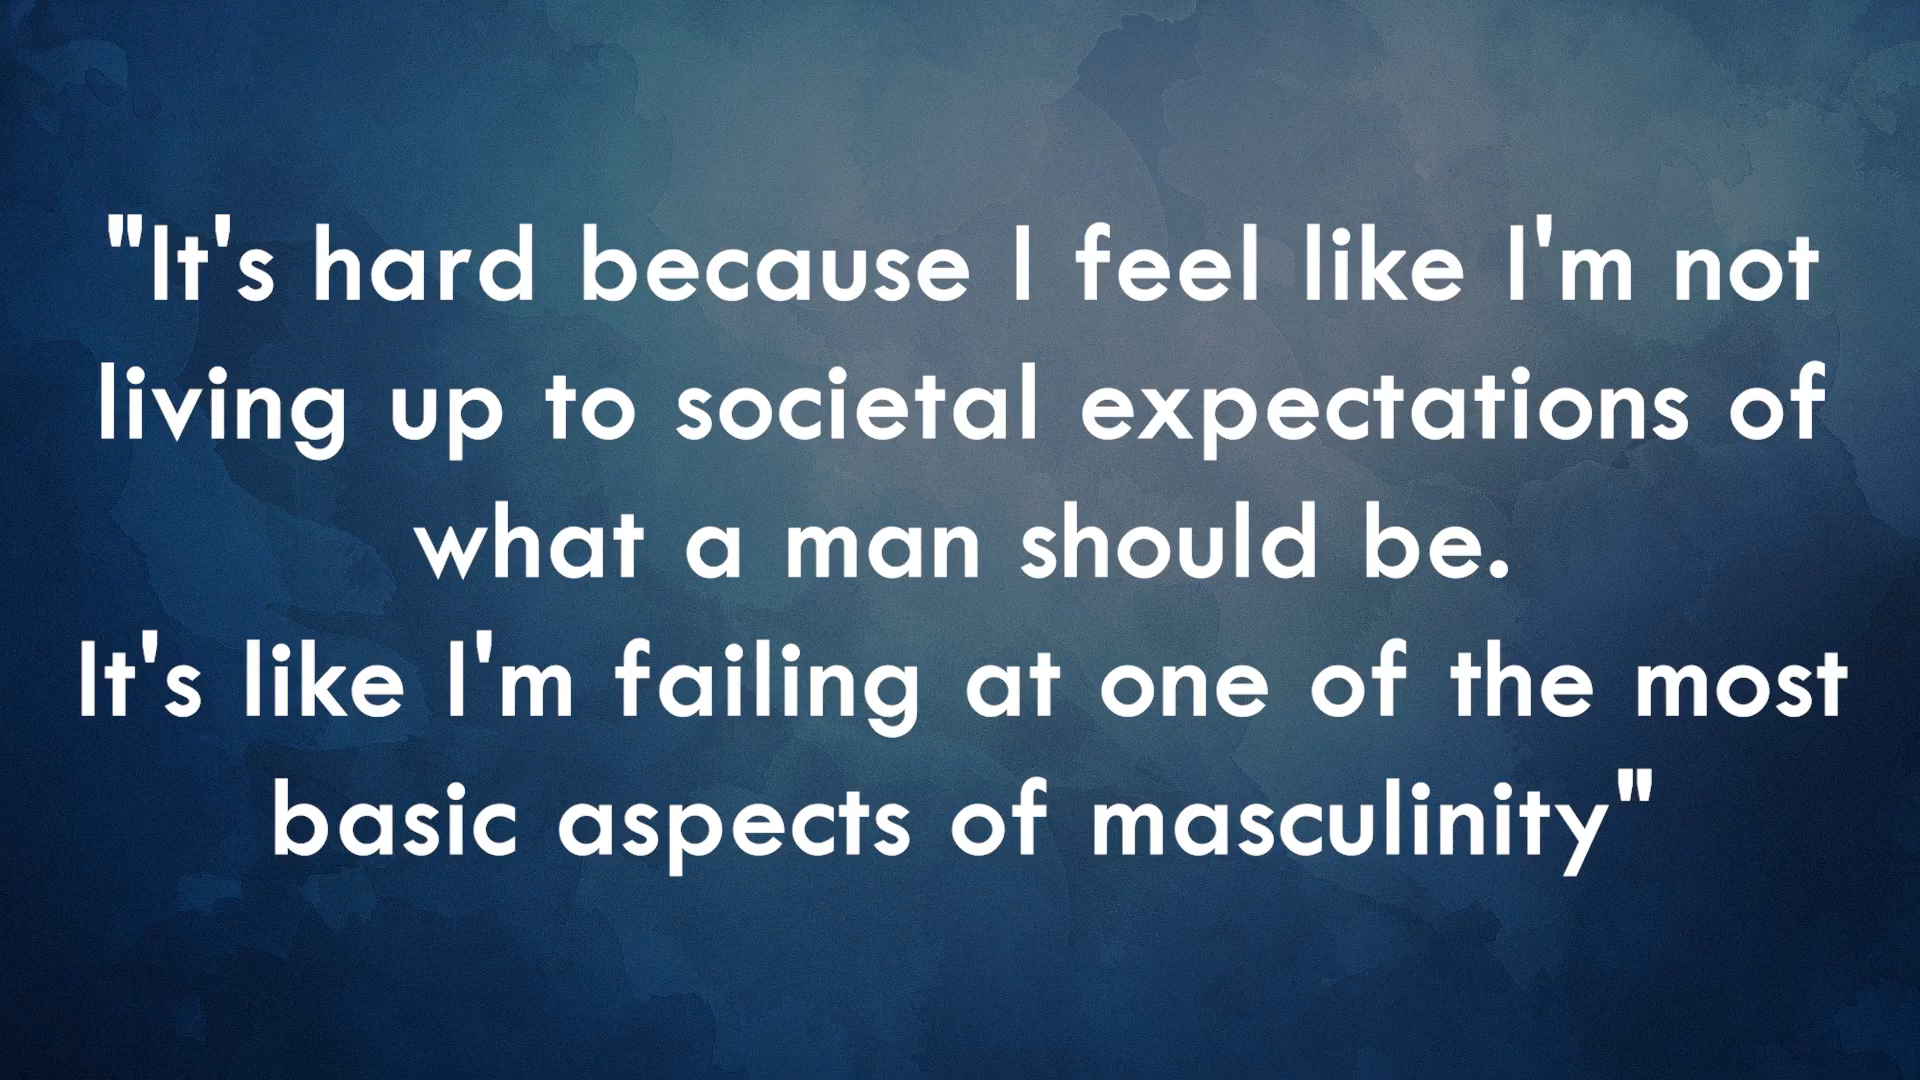 "It's hard because I feel like I'm not
living up to societal expectations of
what a man should be.
It's like I'm failing at one of the most
basic aspects of masculinity"